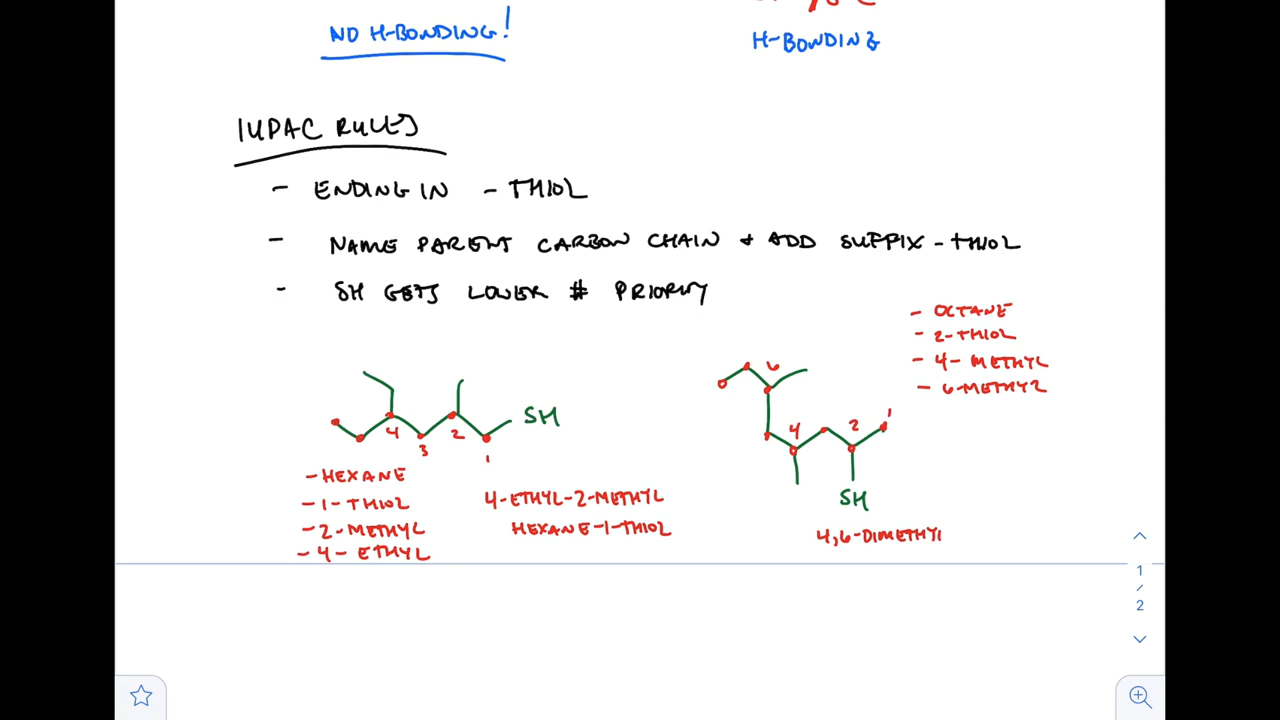 NO H-BONDING!
H-BONDING
IUPAC RULES
- ENDING IN -THIOL
- NAME PARENT CARBON CHAIN + ADD SUFFIX -THIOL
- SH GETS LOWER # PRIORITY
- OCTANE
- 2-THIOL
- 4-METHYL
- 6-METHYL
4
3
2
1
SH
6
4
2
1
SH
- HEXANE
- 1-THIOL
- 2-METHYL
- 4-ETHYL
4-ETHYL-2-METHYL
HEXANE-1-THIOL
4,6-DIMETHYL
1
/
2